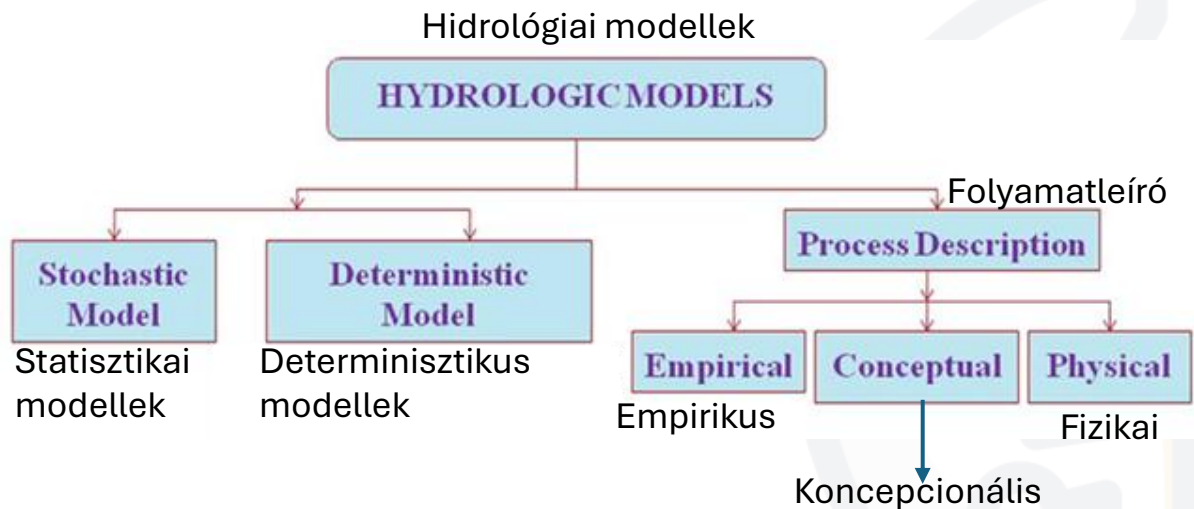 Hidrológiai modellek
HYDROLOGIC MODELS
Folyamatleíró
Process Description
Stochastic
Model
Statisztikai
modellek
Deterministic
Model
Determinisztikus
modellek
Empirical
Empirikus
Conceptual
Koncepcionális
Physical
Fizikai